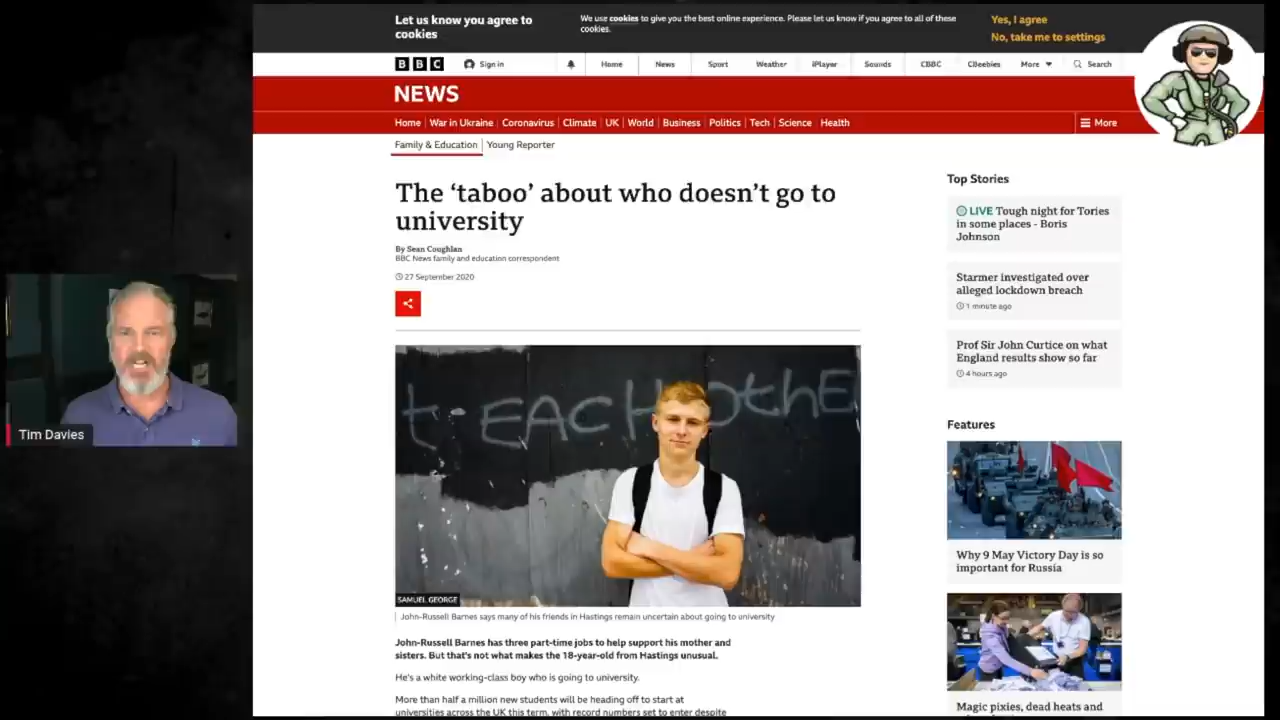 Let us know you agree to
cookies
We use cookies to give you the best online experience. Please let us know if you agree to all of these
cookies.
Yes, I agree
No, take me to settings
BBC
Sign in
Home
News
Sport
Weather
iPlayer
Sounds
CBBC
CBeebies
More
Search
NEWS
Home
War in Ukraine
Coronavirus
Climate
UK
World
Business
Politics
Tech
Science
Health
More
Family & Education
Young Reporter
The ‘taboo’ about who doesn’t go to
university
By Sean Coughlan
BBC News family and education correspondent
27 September 2020
t EACH OthE
SAMUEL GEORGE
John-Russell Barnes says many of his friends in Hastings remain uncertain about going to university
John-Russell Barnes has three part-time jobs to help support his mother and
sisters. But that's not what makes the 18-year-old from Hastings unusual.
He's a white working-class boy who is going to university.
More than half a million new students will be heading off to start at
universities across the UK this term, with record numbers set to enter despite
Top Stories
LIVE Tough night for Tories
in some places - Boris
Johnson
Starmer investigated over
alleged lockdown breach
1 minute ago
Prof Sir John Curtice on what
England results show so far
4 hours ago
Features
Why 9 May Victory Day is so
important for Russia
Magic pixies, dead heats and
Tim Davies